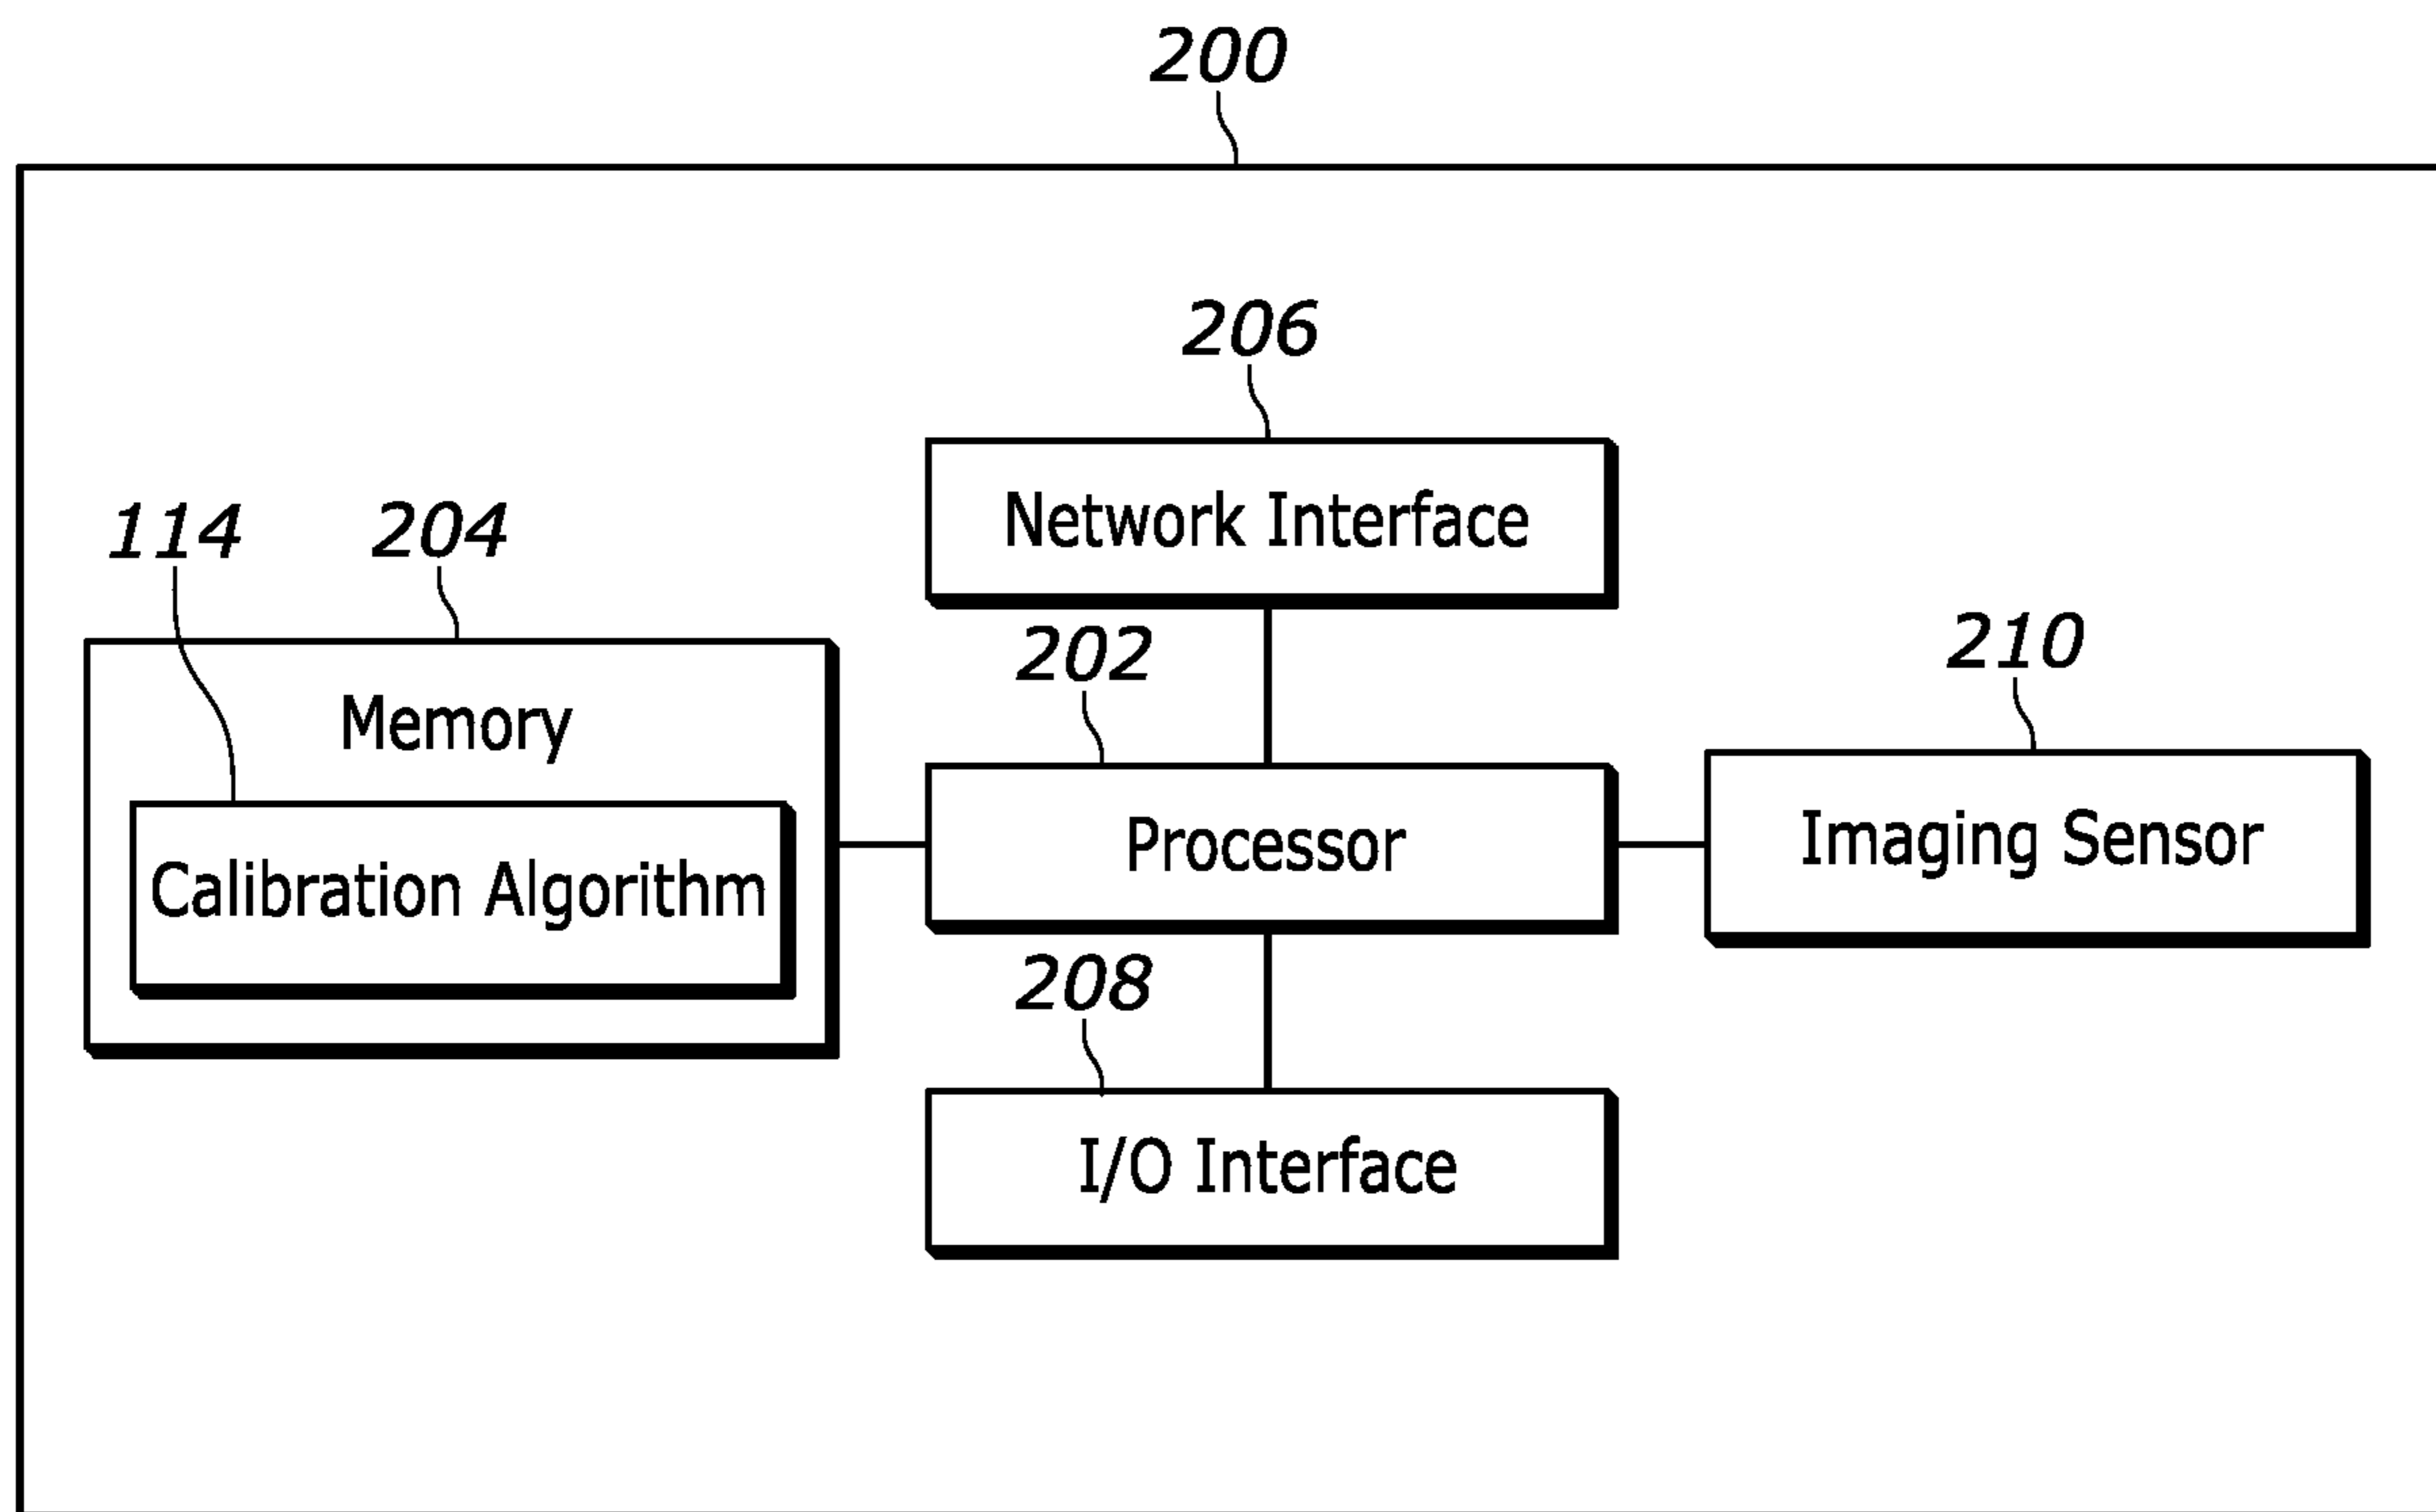 200
206
Network Interface
114
204
202
210
Memory
Processor
Imaging Sensor
Calibration Algorithm
208
I/O Interface